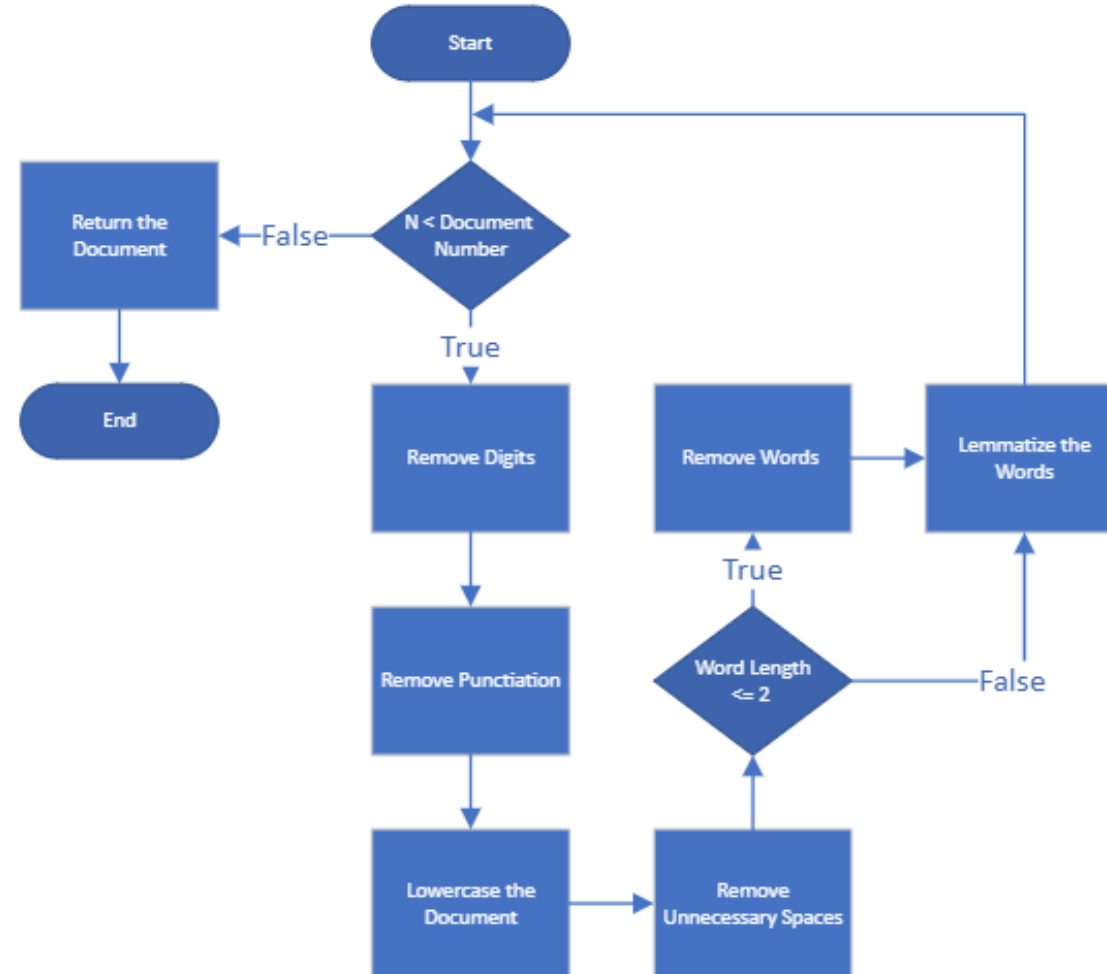 Start
N < Document
Number
False
Return the
Document
End
True
Remove Digits
Remove Punctiation
Lowercase the
Document
Remove
Unnecessary Spaces
Word Length
<= 2
True
Remove Words
False
Lemmatize the
Words